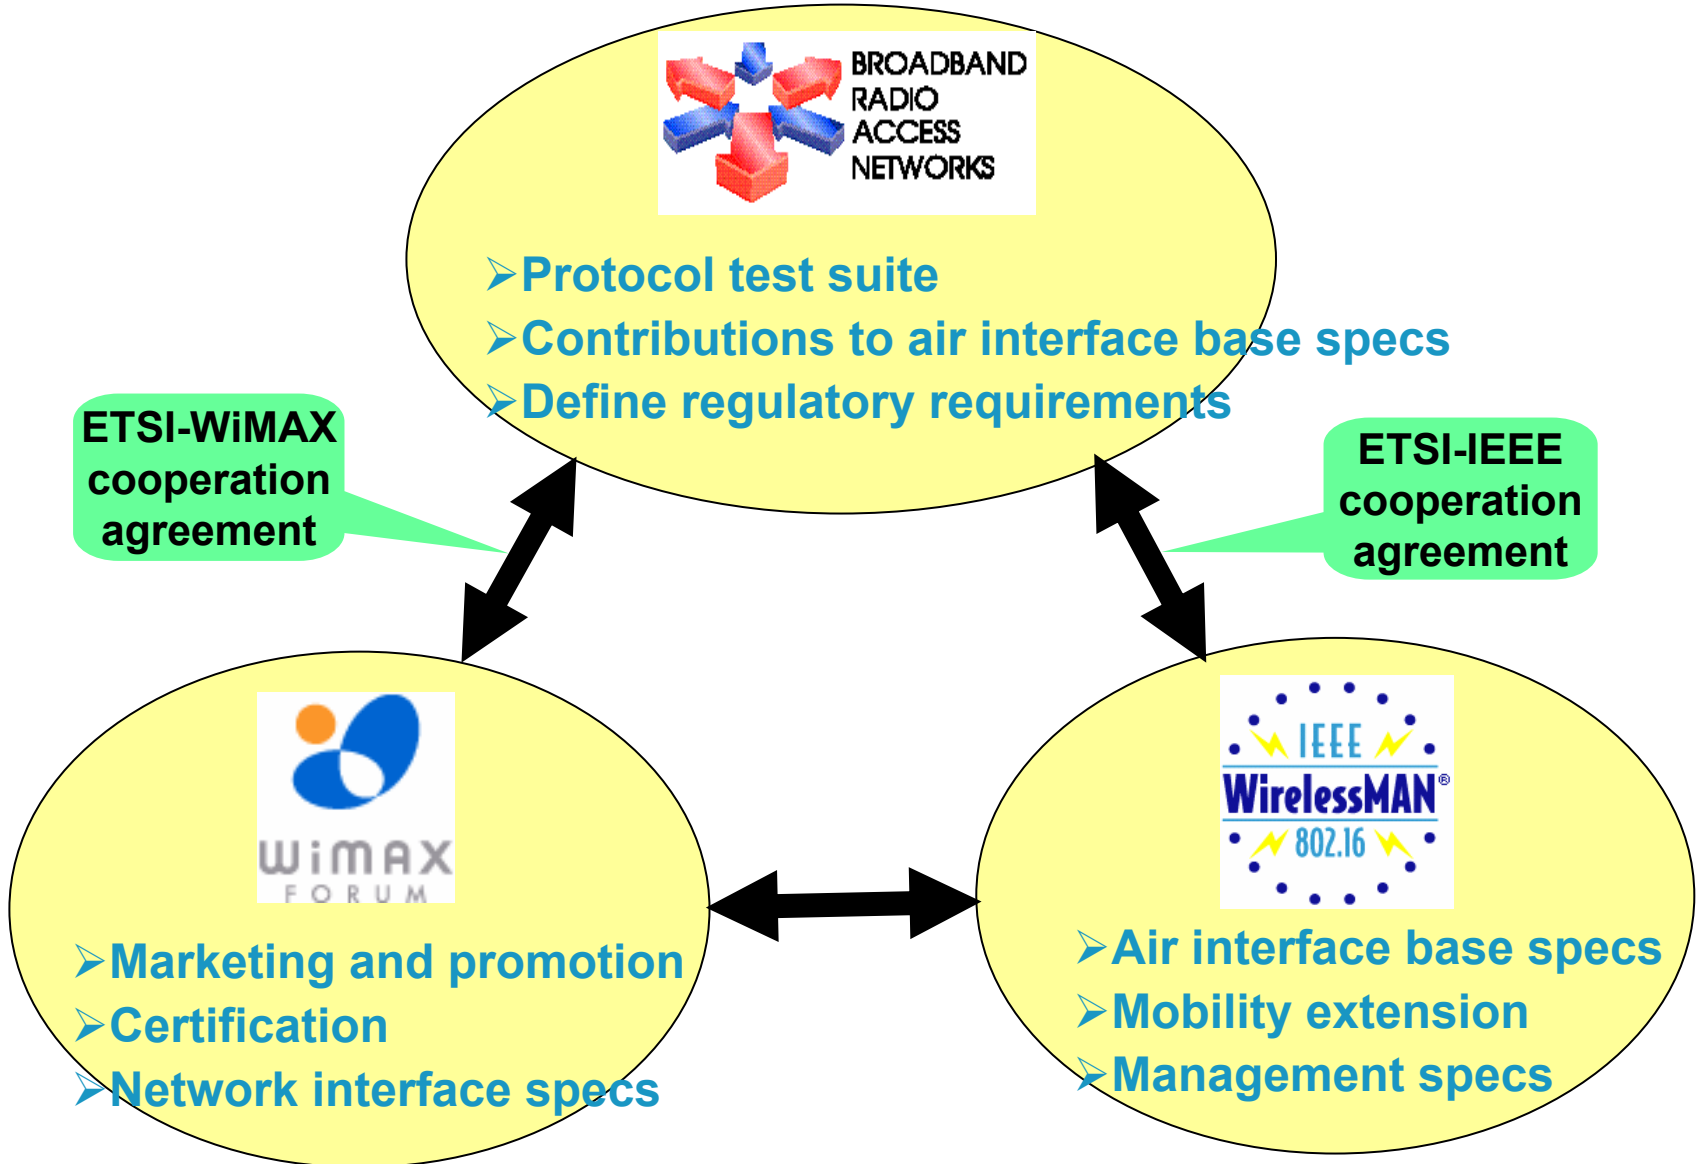 BROADBAND
RADIO
ACCESS
NETWORKS
➢Protocol test suite
➢Contributions to air interface base specs
➢Define regulatory requirements
ETSI-WiMAX
cooperation
agreement
ETSI-IEEE
cooperation
agreement
WiMAX
FORUM
➢Marketing and promotion
➢Certification
➢Network interface specs
IEEE
WirelessMAN®
802.16
➢Air interface base specs
➢Mobility extension
➢Management specs